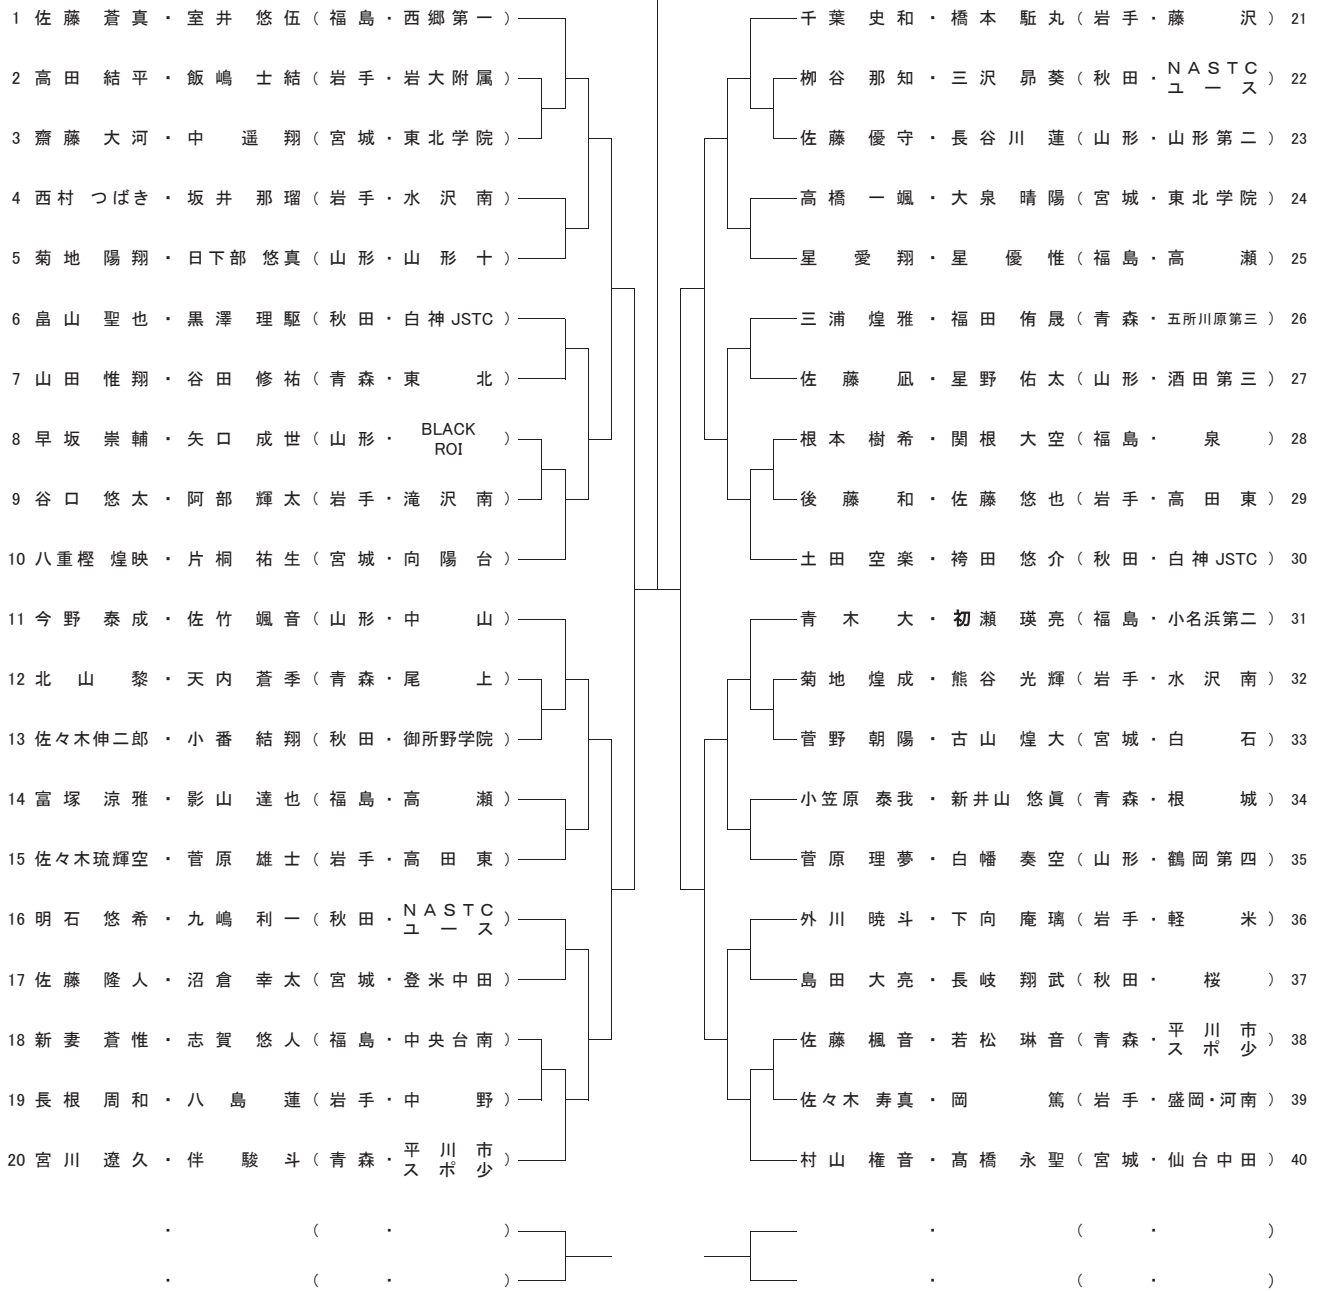 1 佐藤 蒼真・室井 悠伍（福島・西郷第一）
2 高田 結平・飯嶋 士結（岩手・岩大附属）
3 齋藤 大河・中 遥翔（宮城・東北学院）
4 西村 つばき・坂井 那瑠（岩手・水沢南）
5 菊地 陽翔・日下部 悠真（山形・山形十）
6 畠山 聖也・黒澤 理駆（秋田・白神JSTC）
7 山田 惟翔・谷田 修祐（青森・東北）
8 早坂 崇輔・矢口 成世（山形・BLACK ROI）
9 谷口 悠太・阿部 輝太（岩手・滝沢南）
10 八重樫 煌映・片桐 祐生（宮城・向陽台）
11 今野 泰成・佐竹 颯音（山形・中山）
12 北山 黎・天内 蒼季（青森・尾上）
13 佐々木伸二郎・小番 結翔（秋田・御所野学院）
14 富塚 涼雅・影山 達也（福島・高瀬）
15 佐々木琉輝空・菅原 雄士（岩手・高田東）
16 明石 悠希・九嶋 利一（秋田・NASTC ユース）
17 佐藤 隆人・沼倉 幸太（宮城・登米中田）
18 新妻 蒼惟・志賀 悠人（福島・中央台南）
19 長根 周和・八島 蓮（岩手・中野）
20 宮川 遼久・伴 駿斗（青森・平川市 スポ少）
・（ ・ ）
・（ ・ ）
千葉 史和・橋本 駈丸（岩手・藤沢）21
栁谷 那知・三沢 昴葵（秋田・NASTC ユース）22
佐藤 優守・長谷川 蓮（山形・山形第二）23
高橋 一颯・大泉 晴陽（宮城・東北学院）24
星 愛翔・星 優惟（福島・高瀬）25
三浦 煌雅・福田 侑晟（青森・五所川原第三）26
佐藤 凪・星野 佑太（山形・酒田第三）27
根本 樹希・関根 大空（福島・泉）28
後藤 和・佐藤 悠也（岩手・高田東）29
土田 空楽・袴田 悠介（秋田・白神JSTC）30
青木 大・初瀬 瑛亮（福島・小名浜第二）31
菊地 煌成・熊谷 光輝（岩手・水沢南）32
菅野 朝陽・古山 煌大（宮城・白石）33
小笠原 泰我・新井山 悠眞（青森・根城）34
菅原 理夢・白幡 奏空（山形・鶴岡第四）35
外川 暁斗・下向 庵璃（岩手・軽米）36
島田 大亮・長岐 翔武（秋田・桜）37
佐藤 楓音・若松 琳音（青森・平川市 スポ少）38
佐々木 寿真・岡 篤（岩手・盛岡・河南）39
村山 権音・髙橋 永聖（宮城・仙台中田）40
・（ ・ ）
・（ ・ ）